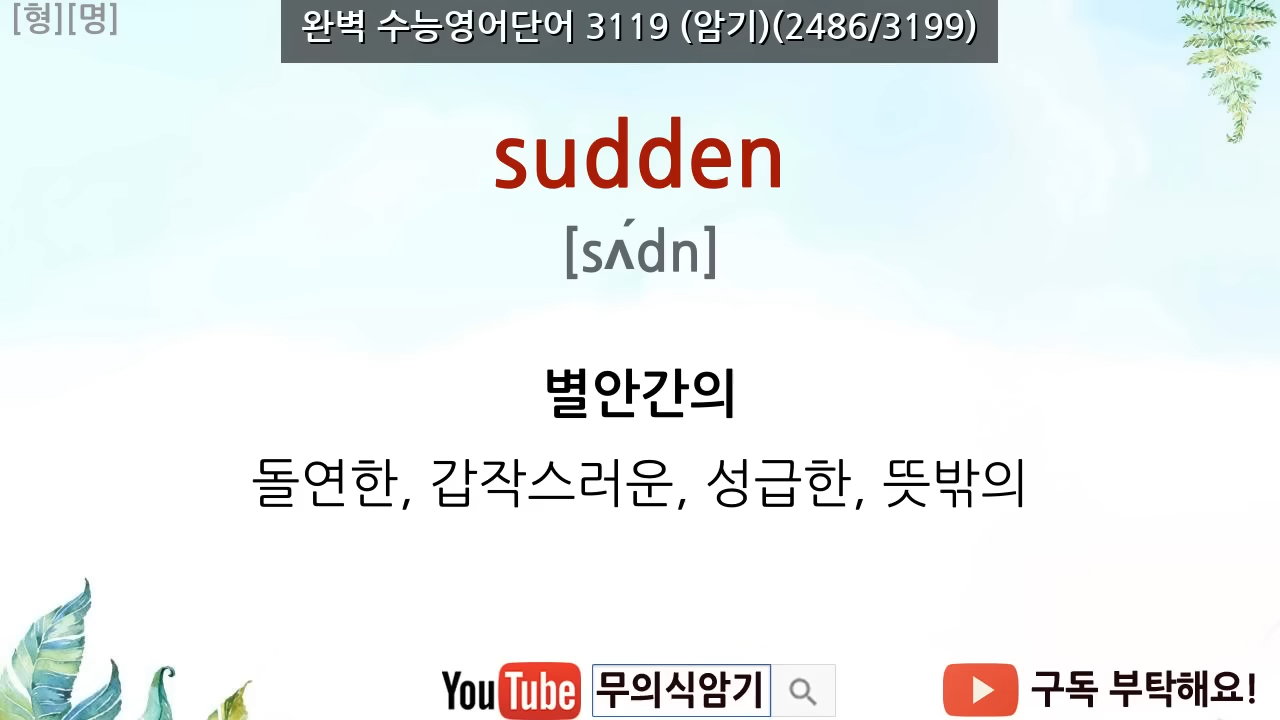 [형][명]
완벽 수능영어단어 3119 (암기)(2486/3199)
sudden
[sʌ́dn]
별안간의
돌연한, 갑작스러운, 성급한, 뜻밖의
YouTube 무의식암기
구독 부탁해요!